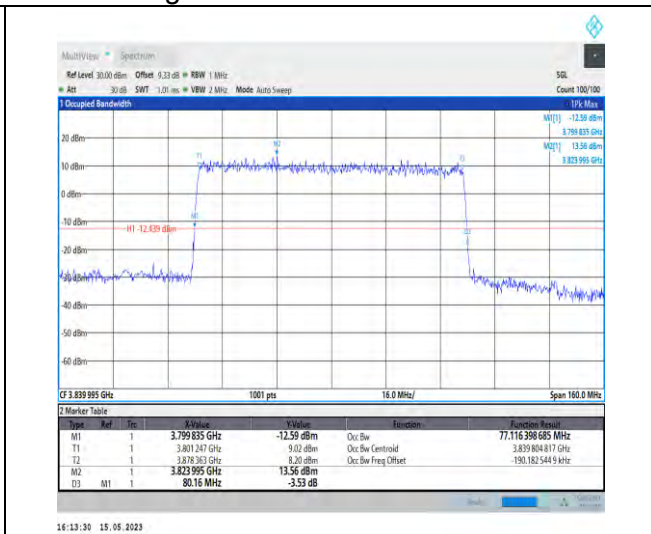 MultiView Spectrum
Ref Level 30.00 dBm Offset 9.33 dB RBW 1 MHz SGL
Att 30 dB SWT 1.01 ms VBW 2 MHz Mode Auto Sweep Count 100/100
1 Occupied Bandwidth 1Pk Max
M1[1] -12.59 dBm
3.799 835 GHz
M2[1] 13.56 dBm
3.823 995 GHz
20 dBm
M2
T1
T2
10 dBm
0 dBm
M1
-10 dBm
H1 -12.439 dBm
D3
-20 dBm
-30 dBm
-40 dBm
-50 dBm
-60 dBm
CF 3.839 995 GHz 1001 pts 16.0 MHz/ Span 160.0 MHz
2 Marker Table
Type Ref Trc X-Value Y-Value Function Function Result
M1 1 3.799 835 GHz -12.59 dBm Occ Bw 77.116 398 685 MHz
T1 1 3.801 247 GHz 9.02 dBm Occ Bw Centroid 3.839 804 817 GHz
T2 1 3.878 363 GHz 8.20 dBm Occ Bw Freq Offset -190.182 544 9 kHz
M2 1 3.823 995 GHz 13.56 dBm
D3 M1 1 80.16 MHz -3.53 dB
16:13:30 15.05.2023